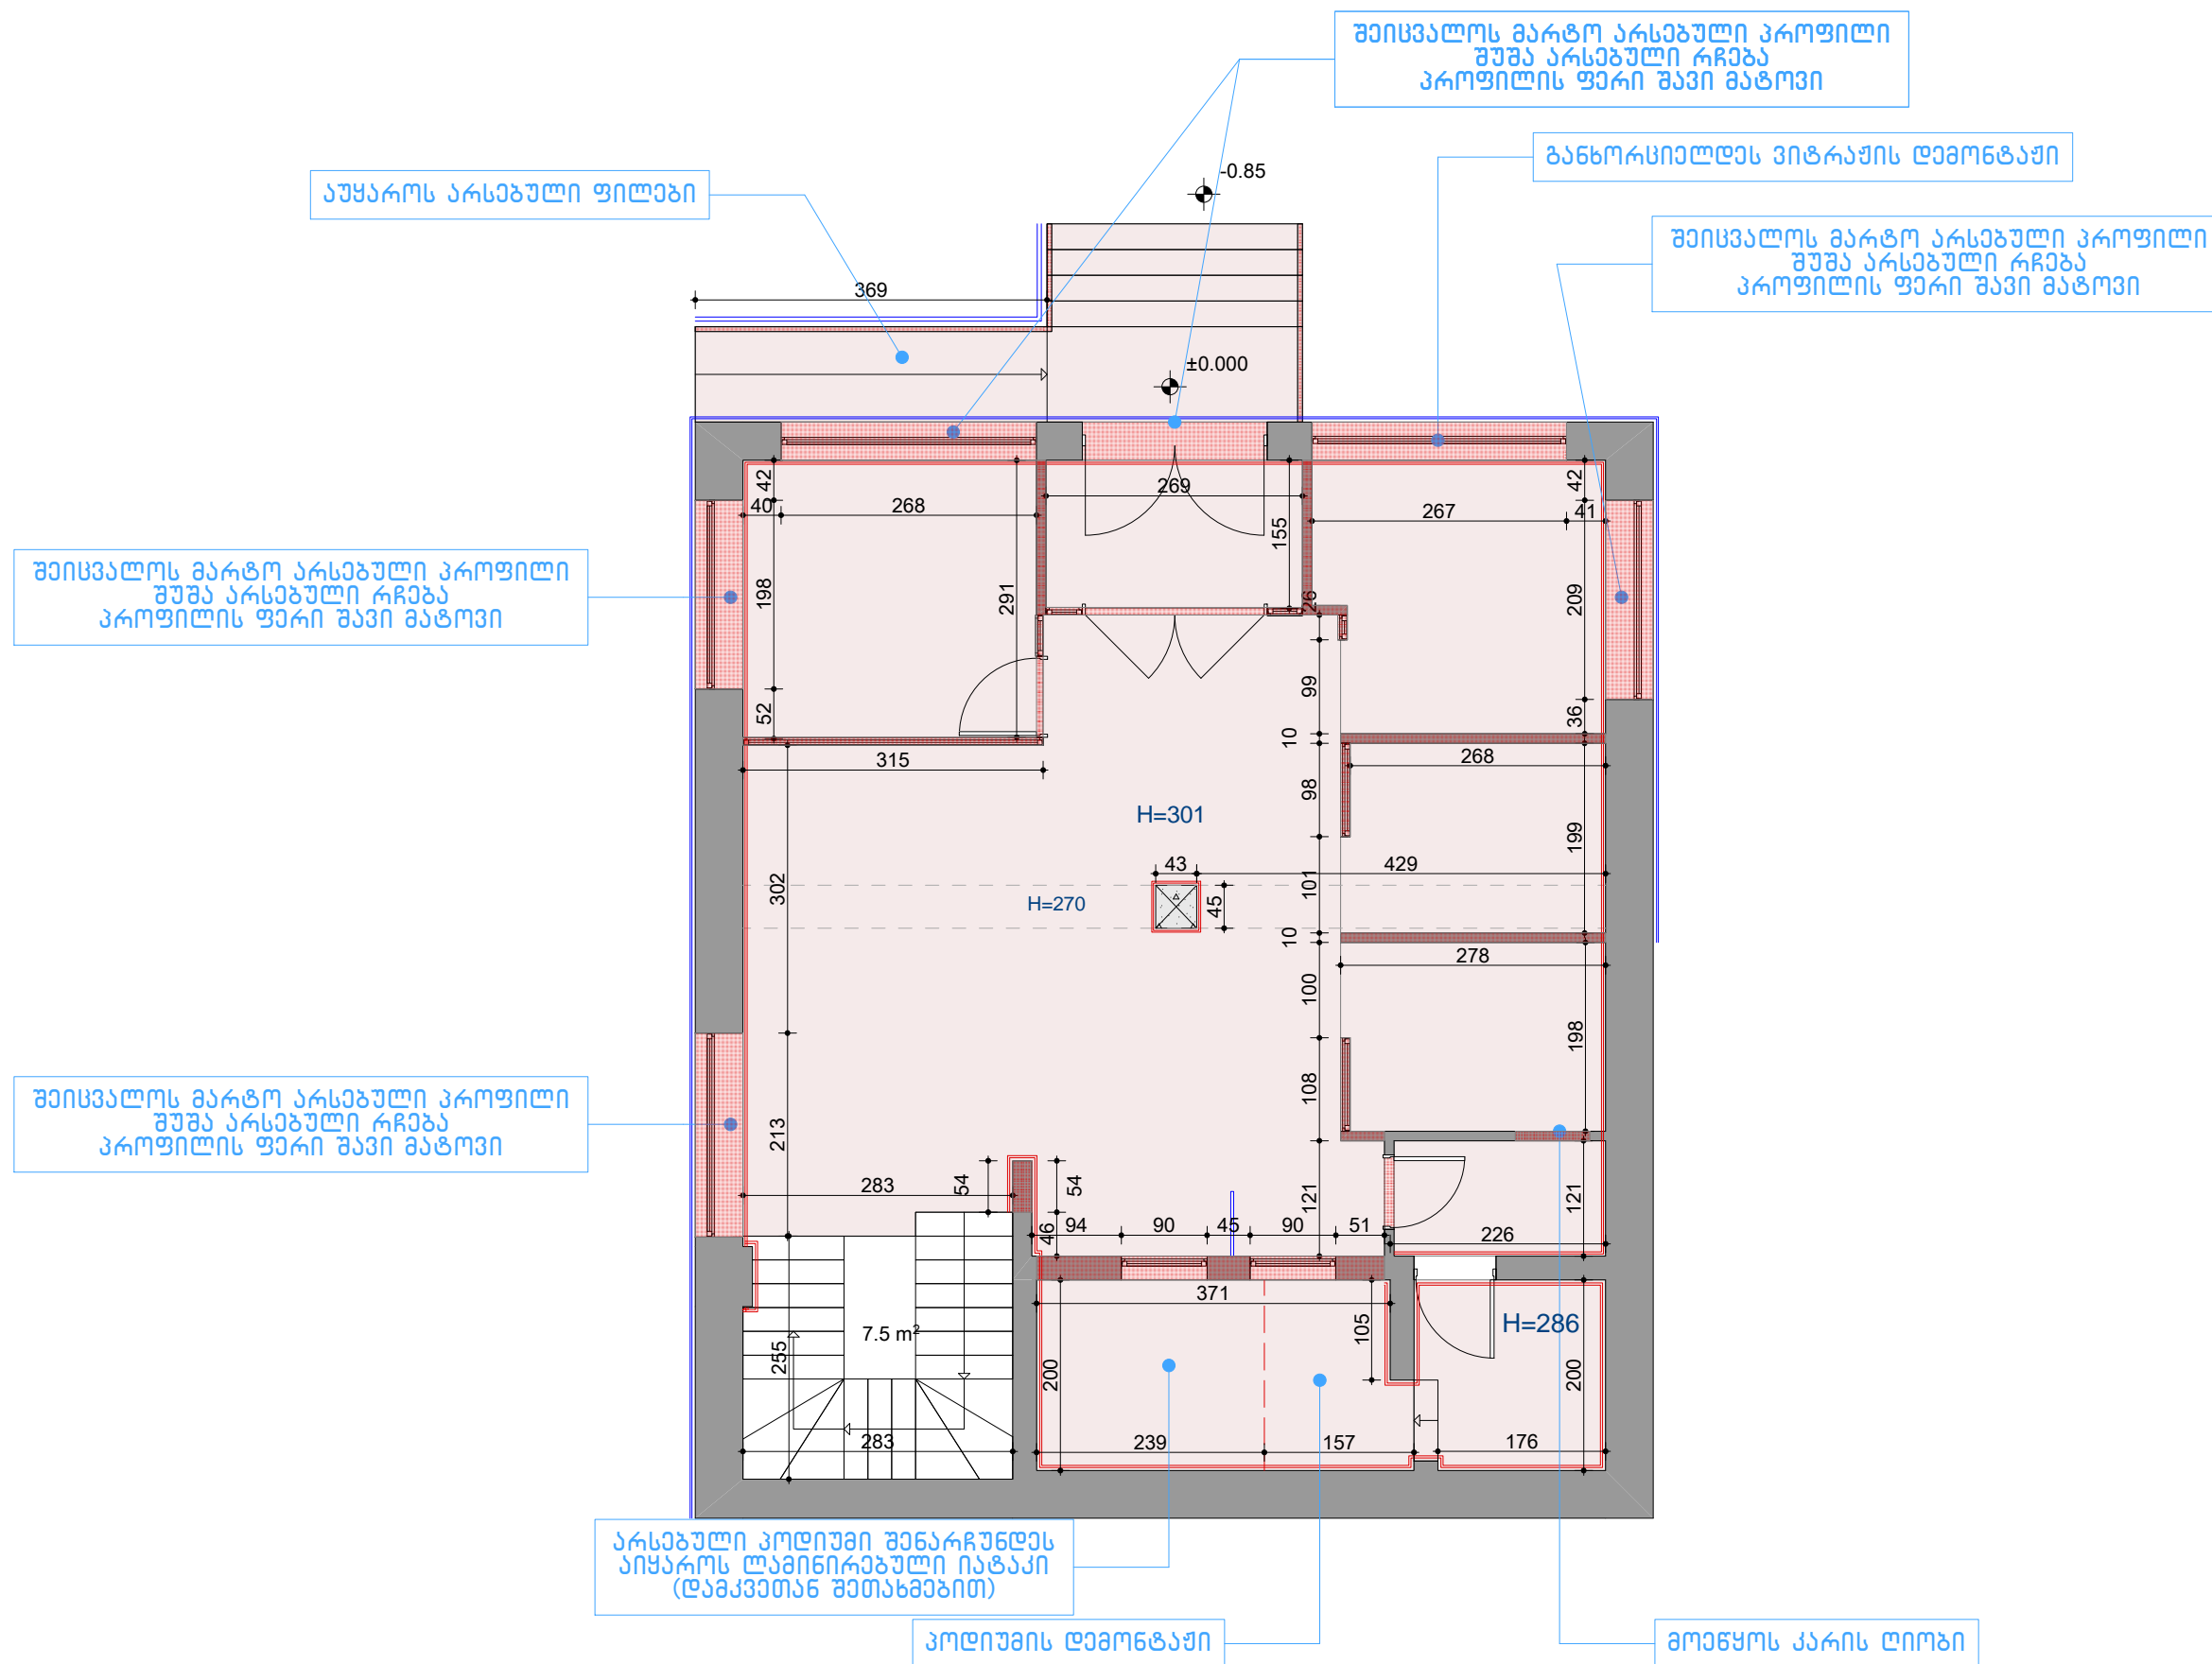 შეიცვალოს მარტო არსებული პროფილი
შუშა არსებული რჩება
პროფილის ფერი შავი მატოვი
განხორციელდეს ვიტრაჟის დემონტაჟი
აუყაროს არსებული ფილები
-0.85
შეიცვალოს მარტო არსებული პროფილი
შუშა არსებული რჩება
პროფილის ფერი შავი მატოვი
369
±0.000
42
40
268
291
198
52
269
155
26
267
41
42
209
36
შეიცვალოს მარტო არსებული პროფილი
შუშა არსებული რჩება
პროფილის ფერი შავი მატოვი
99
10
315
268
98
H=301
199
43
429
302
101
H=270
45
10
278
100
198
108
შეიცვალოს მარტო არსებული პროფილი
შუშა არსებული რჩება
პროფილის ფერი შავი მატოვი
213
283
54
54
46
94
90
45
90
51
121
121
226
371
105
H=286
7.5 m²
255
200
200
283
239
157
176
არსებული პოდიუმი შენარჩუნდეს
აიყაროს ლამინირებული იატაკი
(დამკვეთან შეთახმებით)
პოდიუმის დემონტაჟი
მოეწყოს კარის ღიობი